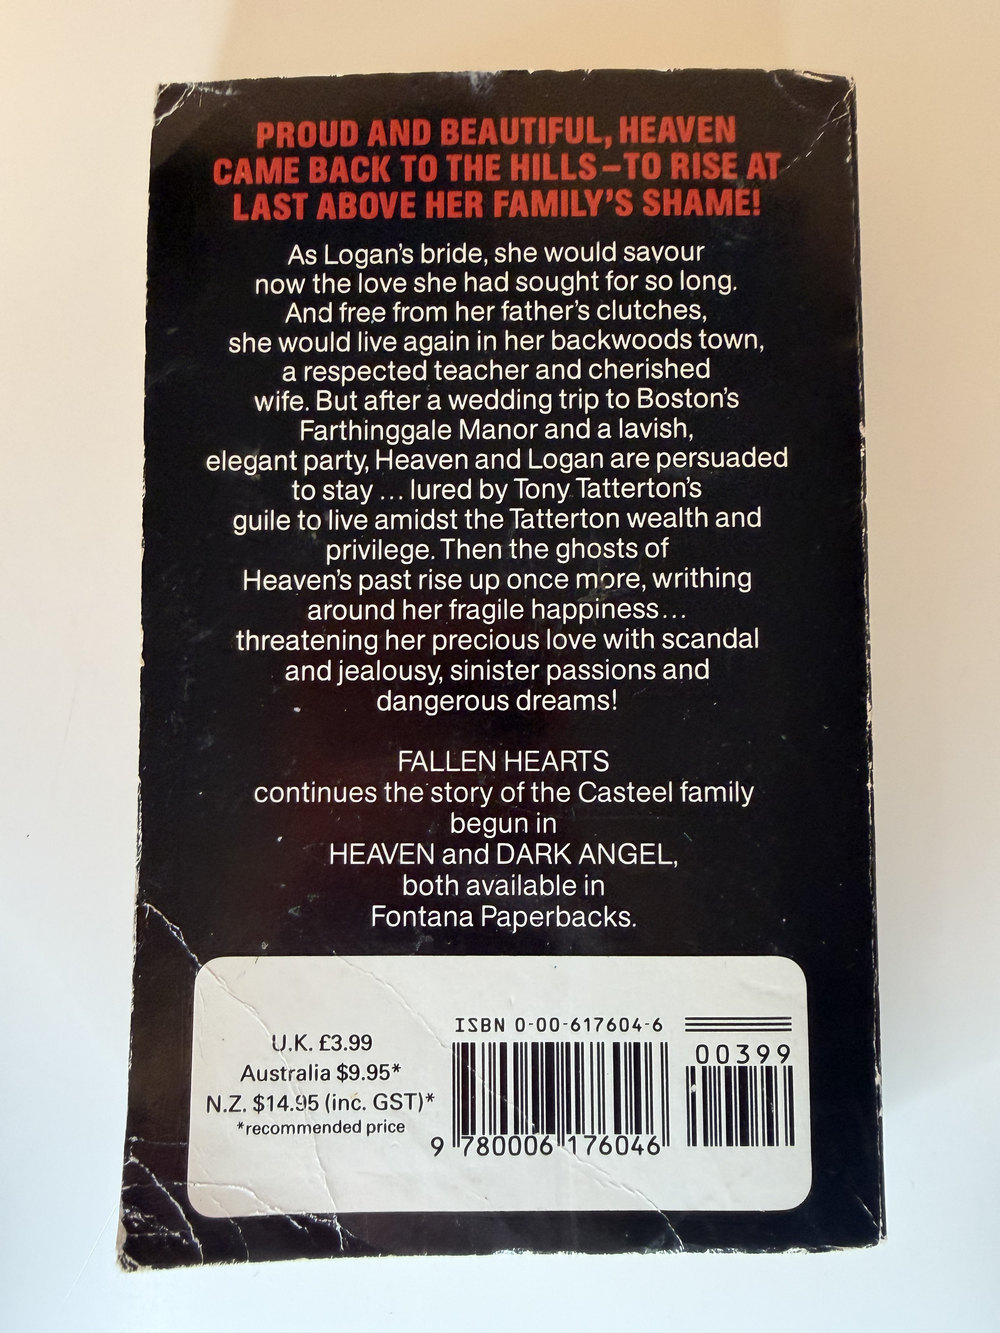 PROUD AND BEAUTIFUL, HEAVEN
CAME BACK TO THE HILLS–TO RISE AT
LAST ABOVE HER FAMILY'S SHAME!
As Logan's bride, she would savour
now the love she had sought for so long.
And free from her father's clutches,
she would live again in her backwoods town,
a respected teacher and cherished
wife. But after a wedding trip to Boston's
Farthinggale Manor and a lavish,
elegant party, Heaven and Logan are persuaded
to stay ... lured by Tony Tatterton's
guile to live amidst the Tatterton wealth and
privilege. Then the ghosts of
Heaven's past rise up once more, writhing
around her fragile happiness...
threatening her precious love with scandal
and jealousy, sinister passions and
dangerous dreams!
FALLEN HEARTS
continues the story of the Casteel family
begun in
HEAVEN and DARK ANGEL,
both available in
Fontana Paperbacks.
U.K. £3.99
Australia $9.95*
N.Z. $14.95 (inc. GST)*
*recommended price
ISBN 0-00-617604-6
00399
9 780006 176046